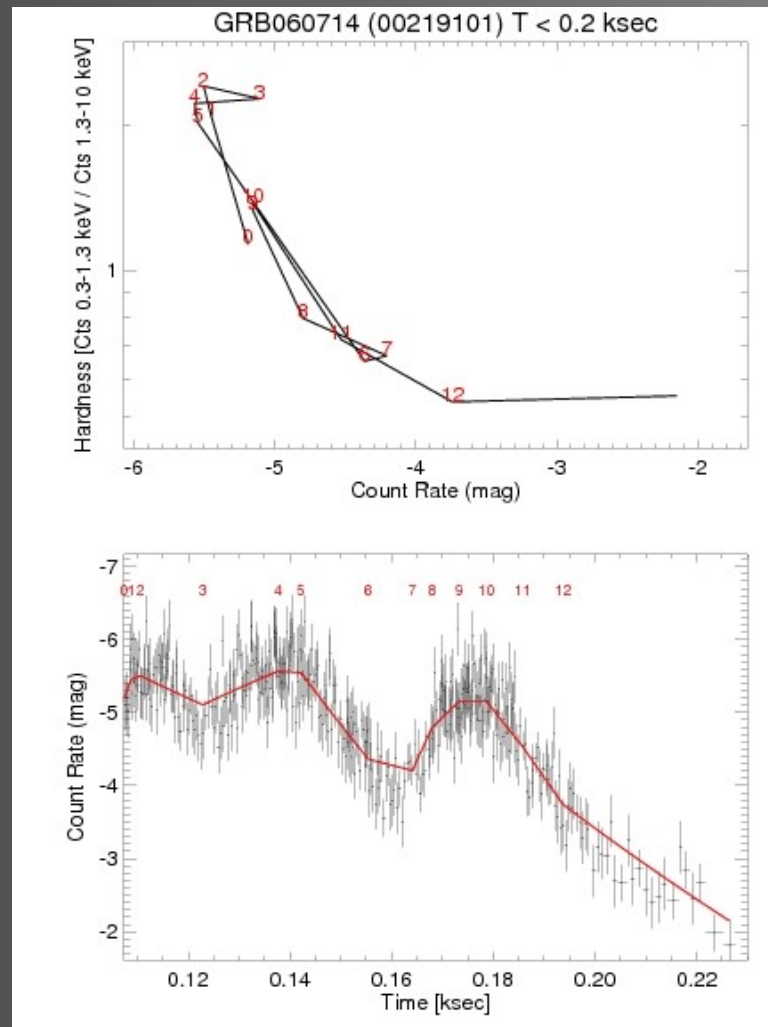 GRB060714 (00219101) T < 0.2 ksec
Hardness [Cts 0.3-1.3 keV / Cts 1.3-10 keV]
1
2
3
4
1
5
10
9
0
8
11
6
7
12
-6 -5 -4 -3 -2
Count Rate (mag)
Count Rate (mag)
-7
-6
-5
-4
-3
-2
012 3 4 5 6 7 8 9 10 11 12
0.12 0.14 0.16 0.18 0.20 0.22
Time [ksec]